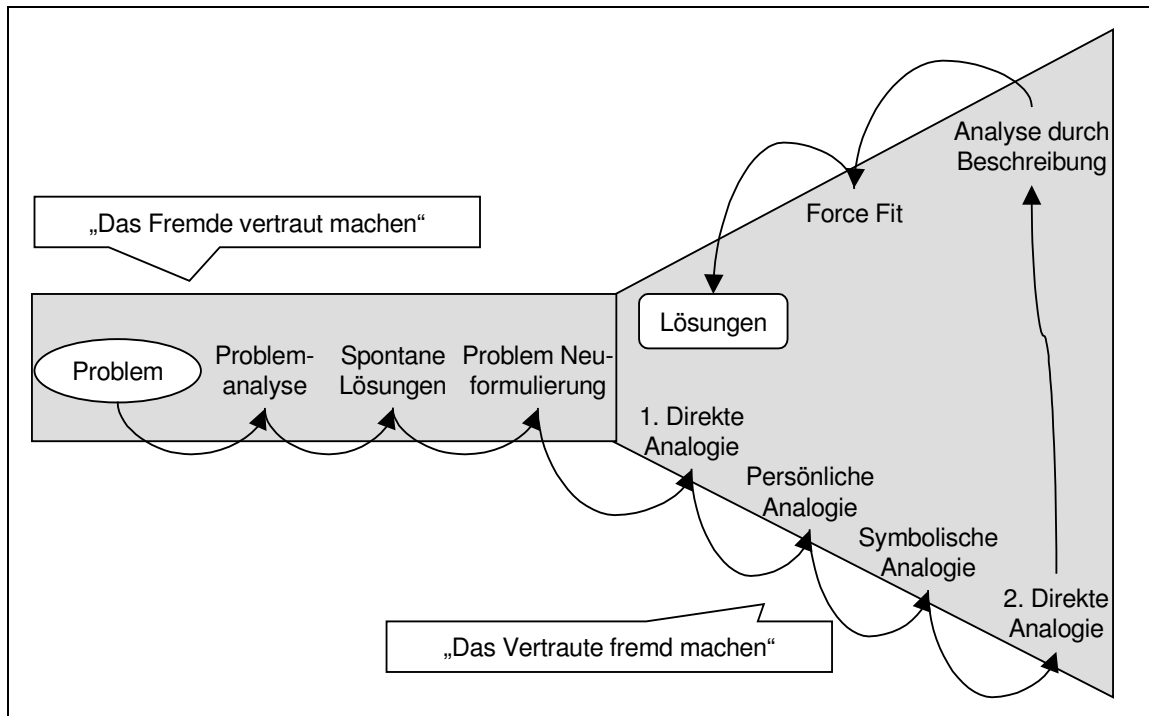 „Das Fremde vertraut machen“
Problem
Problem-
analyse
Spontane
Lösungen
Problem Neu-
formulierung
1. Direkte
Analogie
Persönliche
Analogie
Symbolische
Analogie
2. Direkte
Analogie
„Das Vertraute fremd machen“
Analyse durch
Beschreibung
Force Fit
Lösungen